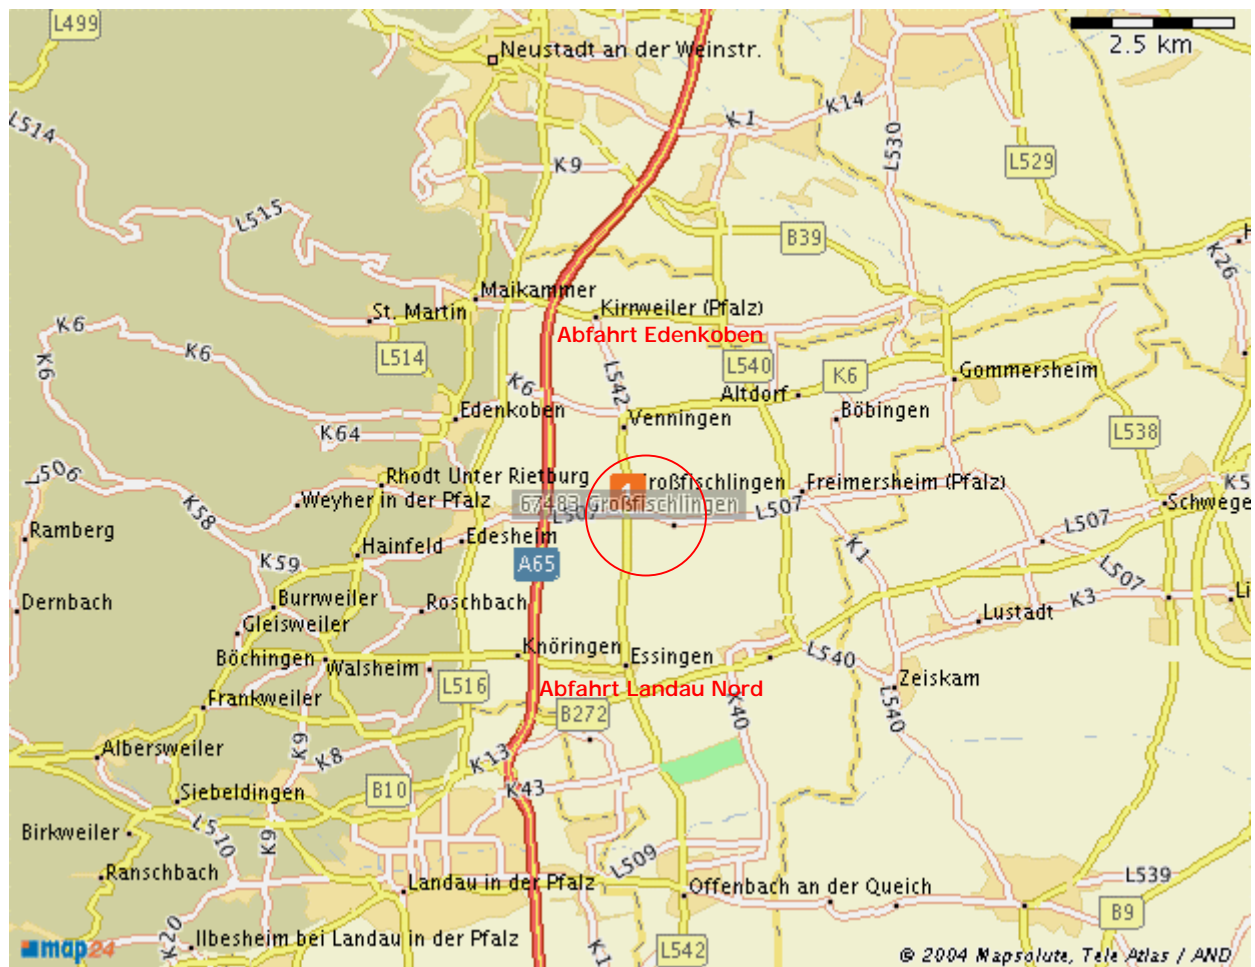 L499
2.5 km
Neustadt an der Weinstr.
L514
K1
K14
L530
L529
K9
L515
B39
K26
Maikammer
St. Martin
Kirrweiler (Pfalz)
Abfahrt Edenkoben
K6
K6
K6
L514
L540
K6
Gommersheim
K6
L542
Altdorf
Böbingen
Edenkoben
Venningen
K64
L538
L506
Rhodt Unter Rietburg
Weyher in der Pfalz
1
roßfischlingen
67483 Großfischlingen
Freimersheim (Pfalz)
K5
Schwege
K58
L507
L507
L507
L507
Ramberg
Hainfeld
Edesheim
K59
A65
K1
Dernbach
Burrweiler
Roschbach
K3
Li
Lustadt
Gleisweiler
Böchingen
Walsheim
Knöringen
Essingen
L540
L516
Abfahrt Landau Nord
Zeiskam
Frankweiler
B272
K40
L540
Albersweiler
K9
K8
K13
Siebeldingen
B10
K43
Birkweiler
L510
K9
L509
Ranschbach
Landau in der Pfalz
Offenbach an der Queich
L539
B9
K20
Ilbesheim bei Landau in der Pfalz
K1
L542
map24
© 2004 Mapsolute, Tele Atlas / AND